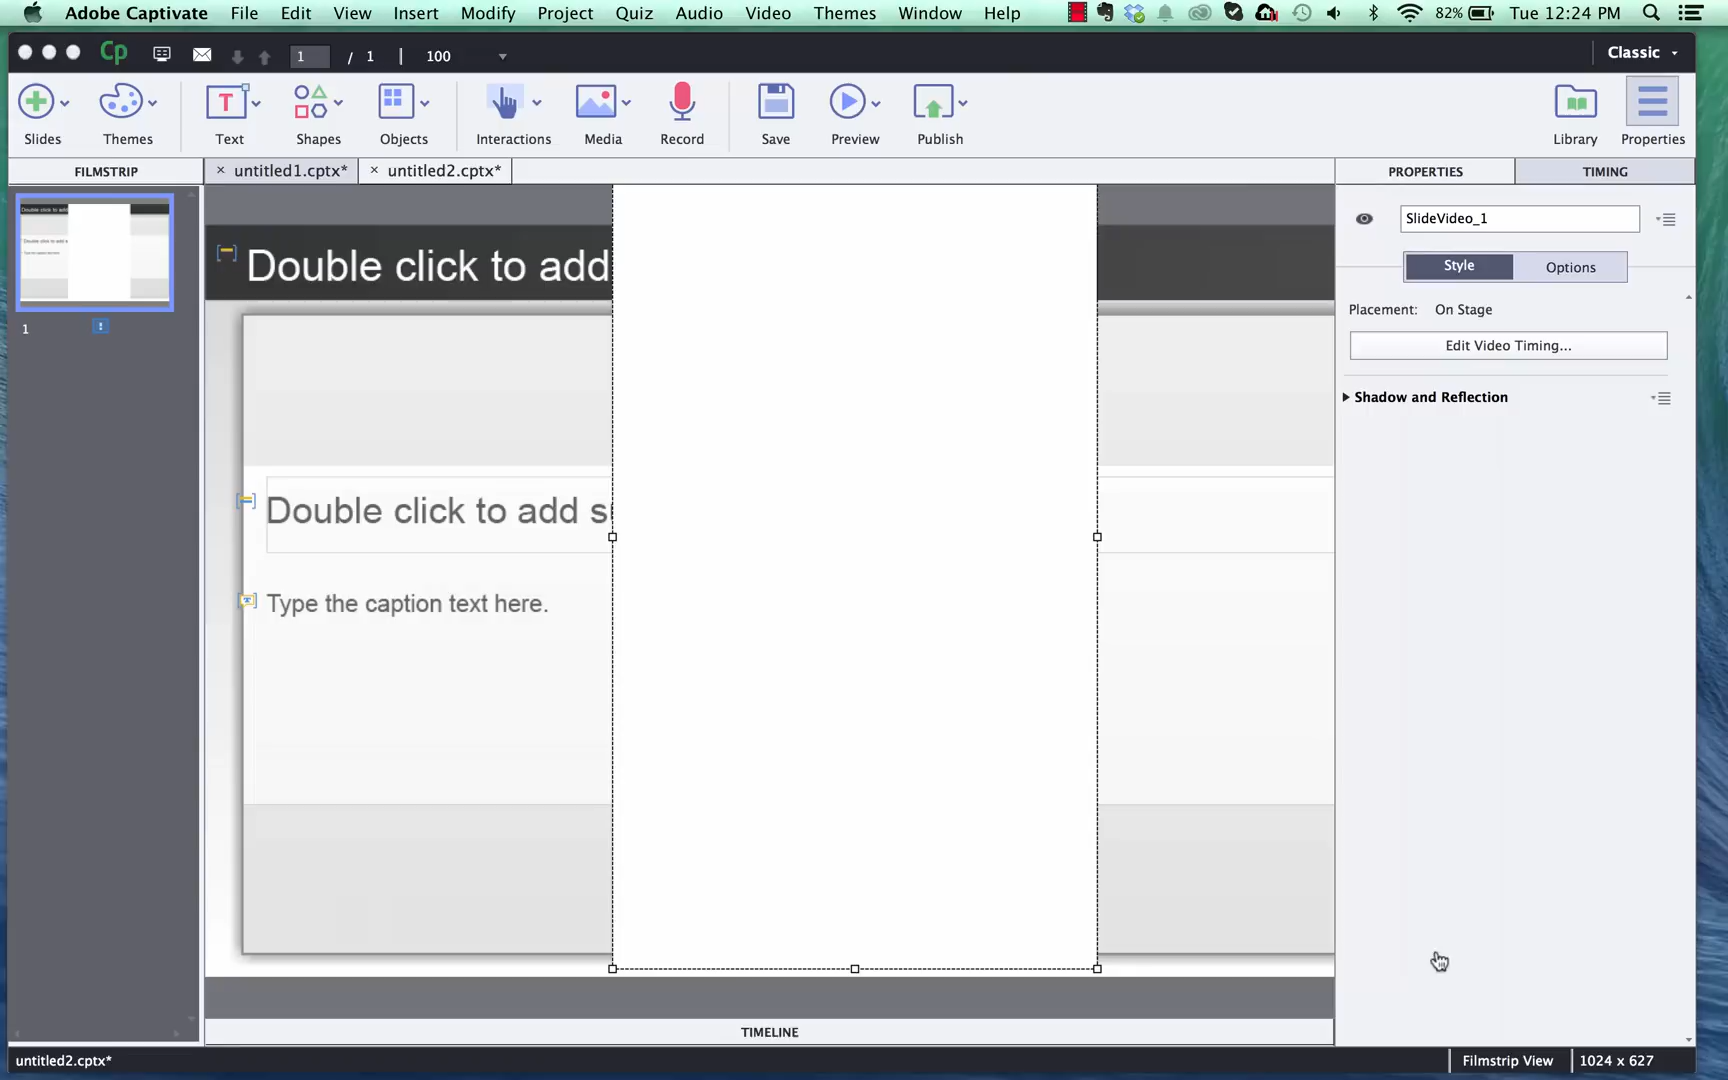 Adobe Captivate File Edit View Insert Modify Project Quiz Audio Video Themes Window Help 82% Tue 12:24 PM
Cp 1 / 1 100 Classic
Slides Themes Text Shapes Objects Interactions Media Record Save Preview Publish Library Properties
FILMSTRIP × untitled1.cptx* × untitled2.cptx* PROPERTIES TIMING
SlideVideo_1
Double click to add
Style Options
Placement: On Stage
1
Edit Video Timing...
Shadow and Reflection
Double click to add s
Type the caption text here.
TIMELINE
untitled2.cptx* Filmstrip View 1024 x 627